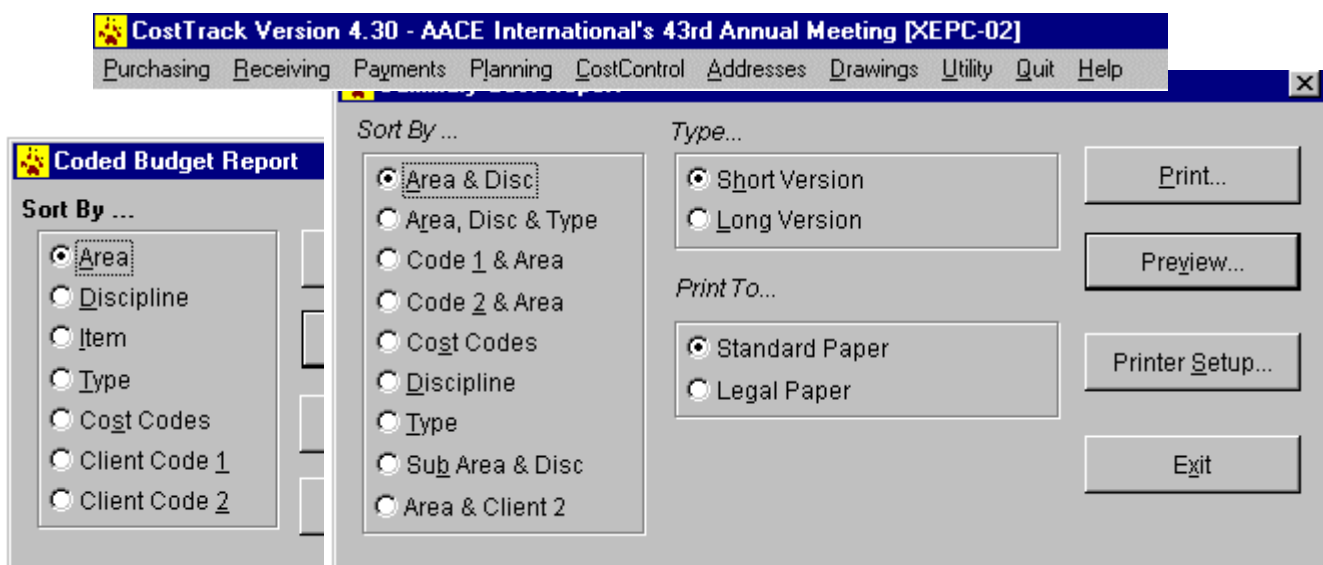 CostTrack Version 4.30 - AACE International's 43rd Annual Meeting [XEPC-02]
Purchasing Receiving Payments Planning CostControl Addresses Drawings Utility Quit Help
Coded Budget Report
Sort By ...
Area
Discipline
Item
Type
Cost Codes
Client Code 1
Client Code 2
Sort By ...
Area & Disc
Area, Disc & Type
Code 1 & Area
Code 2 & Area
Cost Codes
Discipline
Type
Sub Area & Disc
Area & Client 2
Type...
Short Version
Long Version
Print To...
Standard Paper
Legal Paper
Print...
Preview...
Printer Setup...
Exit